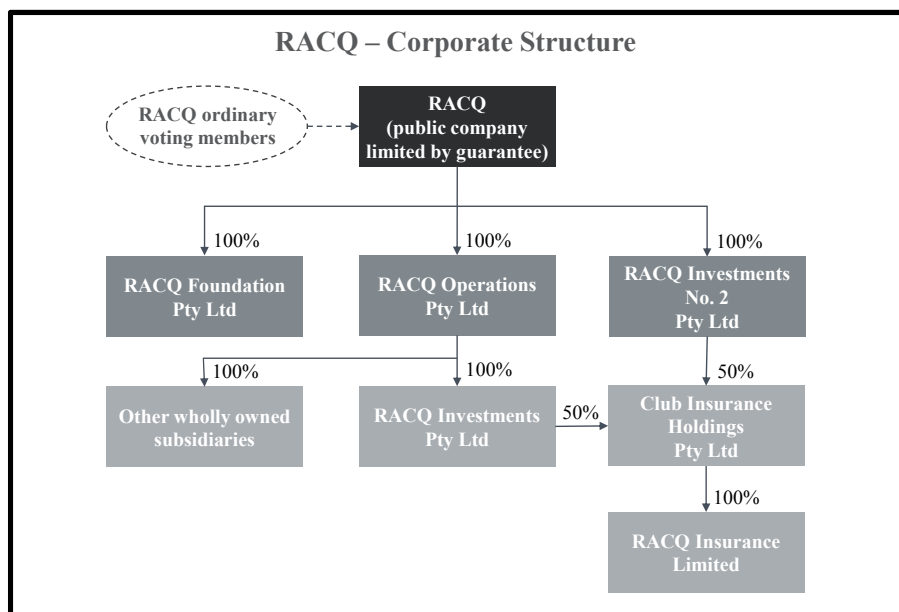 RACQ – Corporate Structure
RACQ ordinary
voting members
RACQ
(public company
limited by guarantee)
100%
100%
100%
RACQ Foundation
Pty Ltd
RACQ Operations
Pty Ltd
RACQ Investments
No. 2
Pty Ltd
100%
100%
50%
Other wholly owned
subsidiaries
RACQ Investments
Pty Ltd
50%
Club Insurance
Holdings
Pty Ltd
100%
RACQ Insurance
Limited